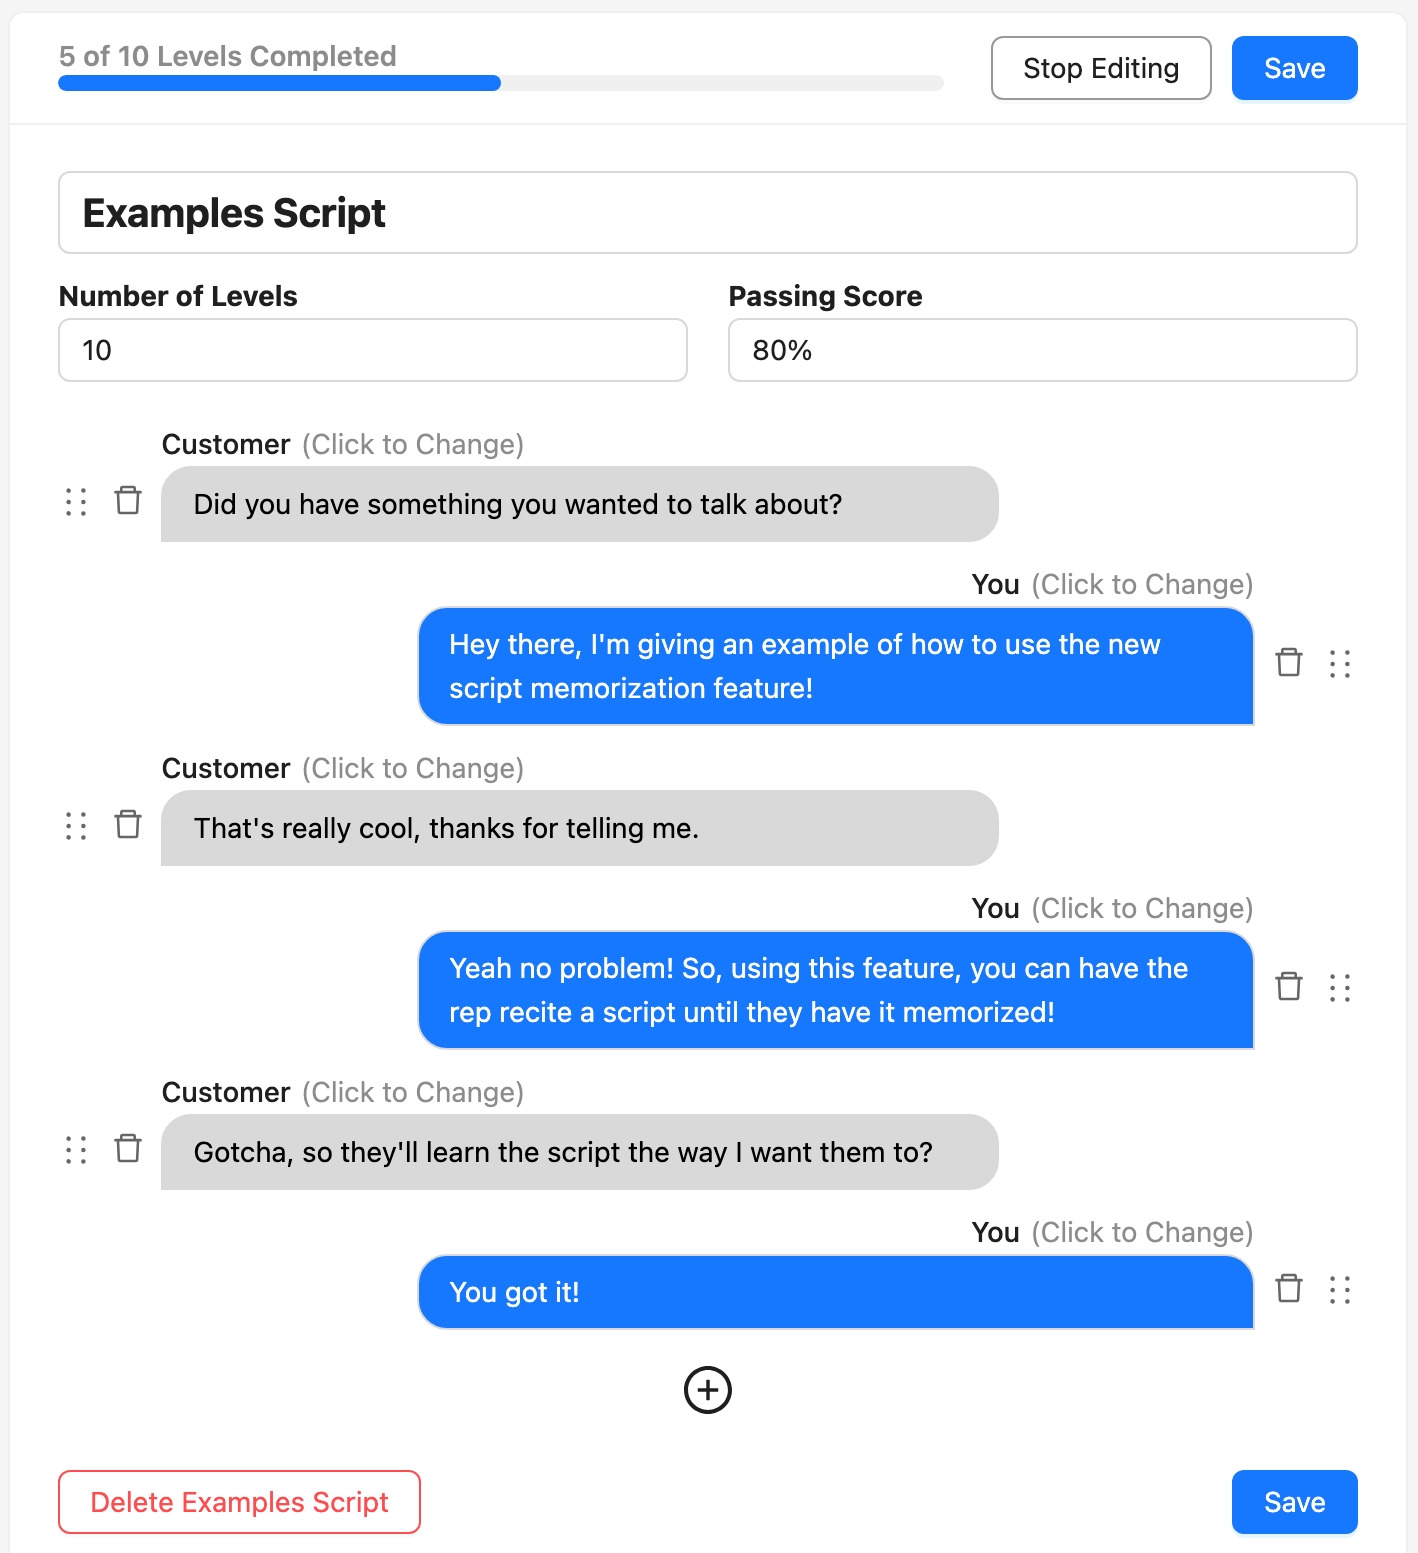 5 of 10 Levels Completed
Stop Editing
Save
Examples Script
Number of Levels
Passing Score
10
80%
Customer (Click to Change)
Did you have something you wanted to talk about?
You (Click to Change)
Hey there, I'm giving an example of how to use the new
script memorization feature!
Customer (Click to Change)
That's really cool, thanks for telling me.
You (Click to Change)
Yeah no problem! So, using this feature, you can have the
rep recite a script until they have it memorized!
Customer (Click to Change)
Gotcha, so they'll learn the script the way I want them to?
You (Click to Change)
You got it!
Delete Examples Script
Save